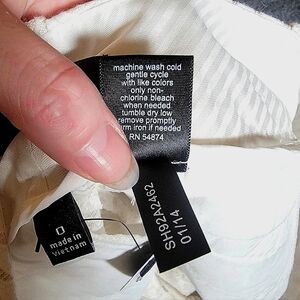 machine wash cold
gentle cycle
with like colors
only non-
chlorine bleach
when needed
tumble dry low
remove promptly
iron if needed
RN 54874
SH92A2462
01/14
0
made in
Vietnam